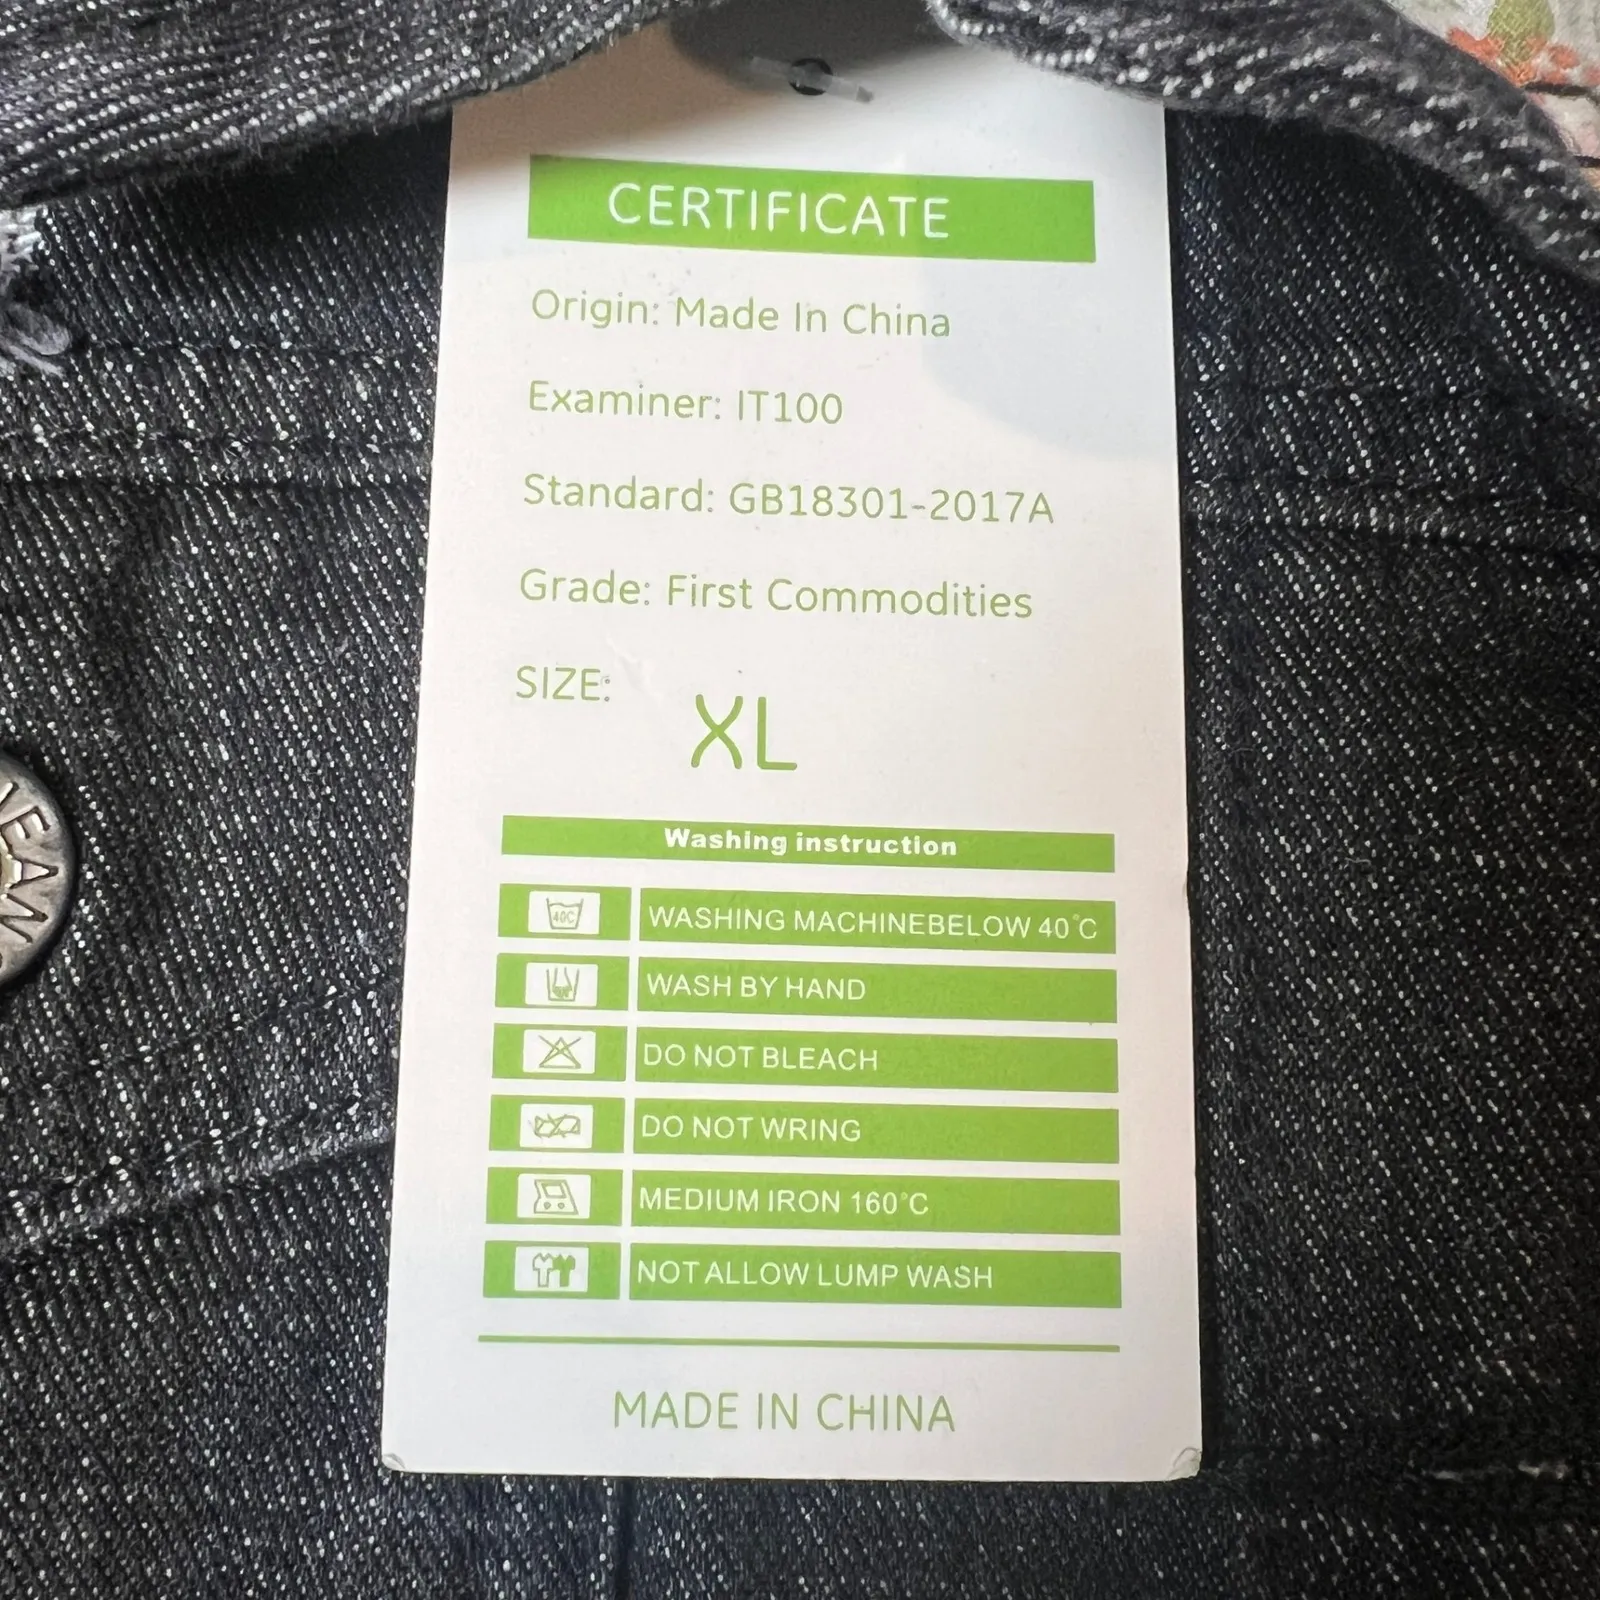 CERTIFICATE
Origin: Made In China
Examiner: IT100
Standard: GB18301-2017A
Grade: First Commodities
SIZE:
XL
Washing instruction
40C WASHING MACHINEBELOW 40°C
WASH BY HAND
DO NOT BLEACH
DO NOT WRING
MEDIUM IRON 160°C
NOT ALLOW LUMP WASH
MADE IN CHINA